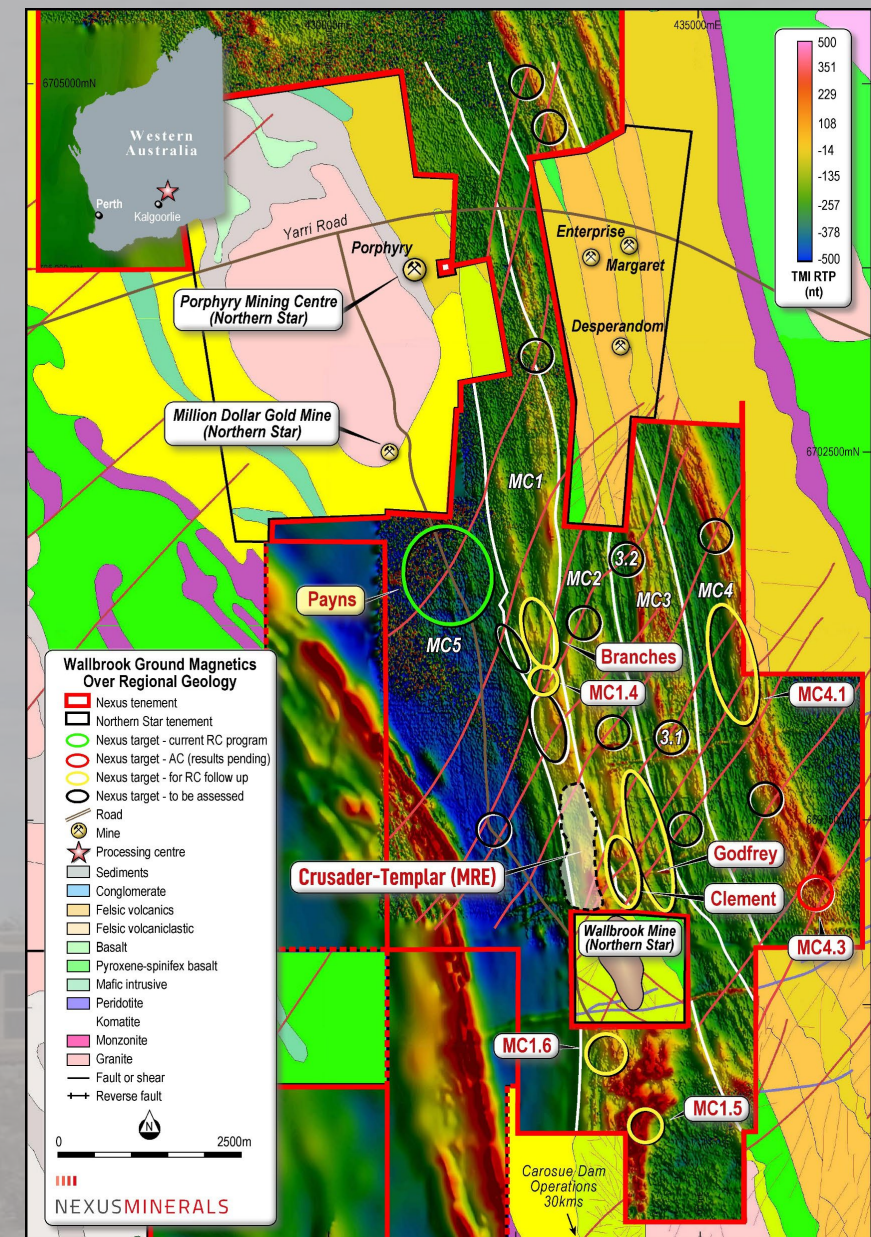 430000mE
435000mE
6705000mN
500
351
229
108
-14
-135
-257
-378
-500
TMI RTP
(nt)
Western
Australia
Perth
Kalgoorlie
Yarri Road
Porphyry
Enterprise
Margaret
Desperandom
Porphyry Mining Centre
(Northern Star)
Million Dollar Gold Mine
(Northern Star)
6702500mN
MC1
MC2
3.2
MC3
MC4
MC5
Payns
Branches
MC1.4
MC4.1
3.1
Godfrey
Clement
Crusader-Templar (MRE)
Wallbrook Mine
(Northern Star)
MC4.3
MC1.6
MC1.5
Carosue Dam
Operations
30kms
Wallbrook Ground Magnetics
Over Regional Geology
Nexus tenement
Northern Star tenement
Nexus target - current RC program
Nexus target - AC (results pending)
Nexus target - for RC follow up
Nexus target - to be assessed
Road
Mine
Processing centre
Sediments
Conglomerate
Felsic volcanics
Felsic volcaniclastic
Basalt
Pyroxene-spinifex basalt
Mafic intrusive
Peridotite
Komatite
Monzonite
Granite
Fault or shear
Reverse fault
N
0 2500m
NEXUSMINERALS